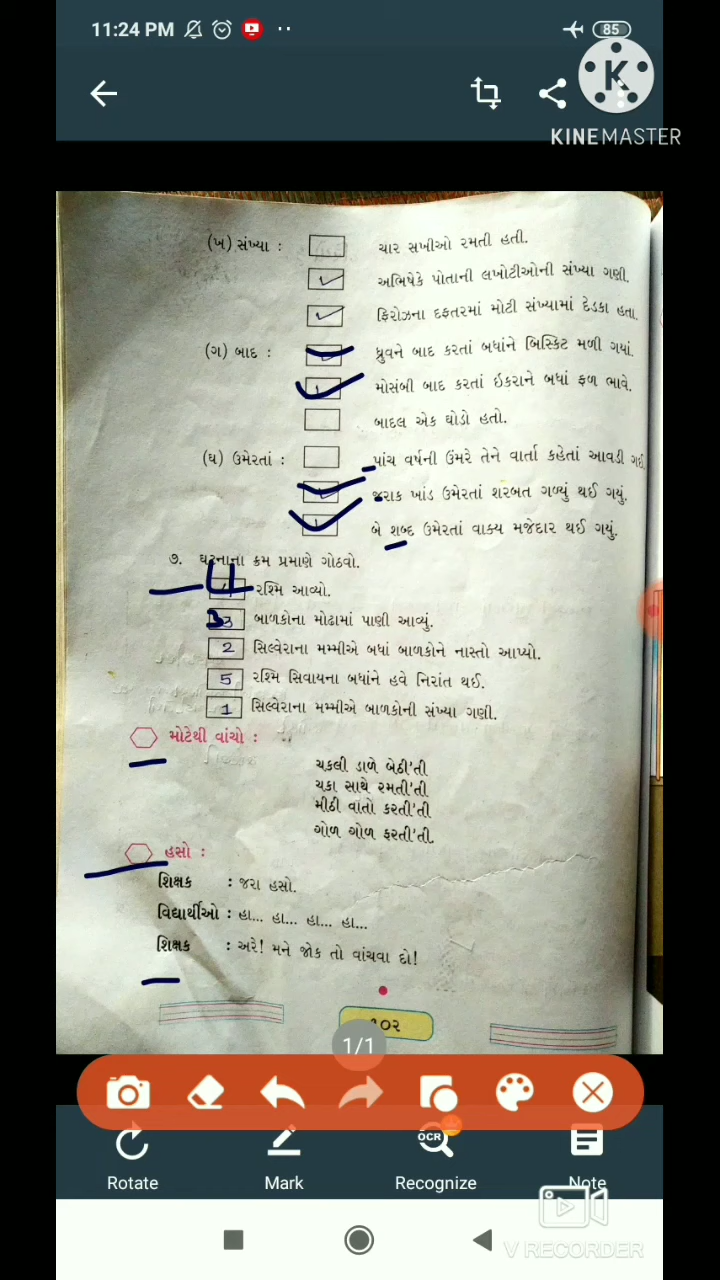 11:24 PM 85
K
KINEMASTER
(ખ) સંખ્યા : ચાર સખીઓ રમતી હતી.
✓ અભિષેકે પોતાની લખોટીઓની સંખ્યા ગણી.
✓ ફિરોઝના દફતરમાં મોટી સંખ્યામાં દેડકા હતા.
(ગ) બાદ : ✓ ધ્રુવને બાદ કરતાં બધાંને બિસ્કિટ મળી ગયાં.
✓ મોસંબી બાદ કરતાં ઇકરાને બધાં ફળ ભાવે.
બાદલ એક ઘોડો હતો.
(ઘ) ઉમેરતાં : પાંચ વર્ષની ઉંમરે તેને વાર્તા કહેતાં આવડી ગઈ.
✓ જરાક ખાંડ ઉમેરતાં શરબત ગળ્યું થઈ ગયું.
✓ બે શબ્દ ઉમેરતાં વાક્ય મજેદાર થઈ ગયું.
૭. ઘટનાના ક્રમ પ્રમાણે ગોઠવો.
4 રશ્મિ આવ્યો.
3 બાળકોના મોઢામાં પાણી આવ્યું.
2 સિલ્વેરાના મમ્મીએ બધાં બાળકોને નાસ્તો આપ્યો.
5 રશ્મિ સિવાયના બધાંને હવે નિરાંત થઈ.
1 સિલ્વેરાના મમ્મીએ બાળકોની સંખ્યા ગણી.
મોટેથી વાંચો :
ચકલી ડાળે બેઠી'તી
ચકા સાથે રમતી'તી
મીઠી વાતો કરતી'તી
ગોળ ગોળ ફરતી'તી.
હસો :
શિક્ષક : જરા હસો.
વિદ્યાર્થીઓ : હા... હા... હા... હા...
શિક્ષક : અરે! મને જોક તો વાંચવા દો!
૧૦૨
1/1
OCR
Rotate Mark Recognize Note
V RECORDER